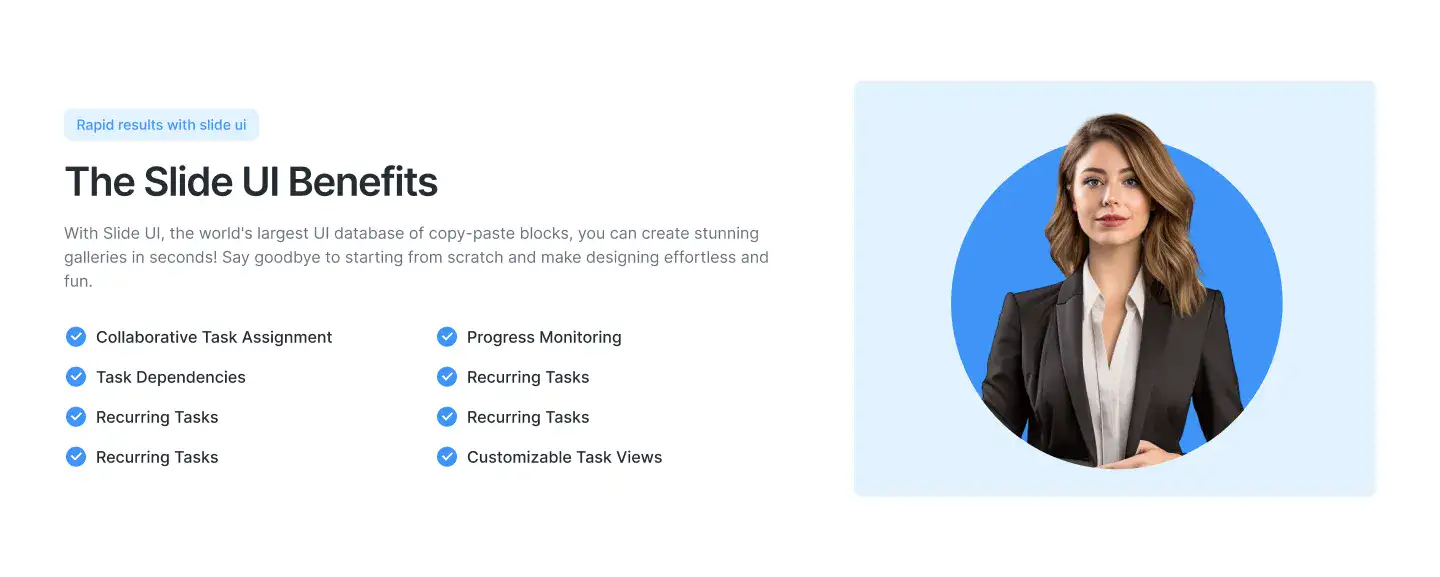 Rapid results with slide ui
The Slide UI Benefits
With Slide UI, the world's largest UI database of copy-paste blocks, you can create stunning
galleries in seconds! Say goodbye to starting from scratch and make designing effortless and
fun.
Collaborative Task Assignment
Progress Monitoring
Task Dependencies
Recurring Tasks
Recurring Tasks
Recurring Tasks
Recurring Tasks
Customizable Task Views